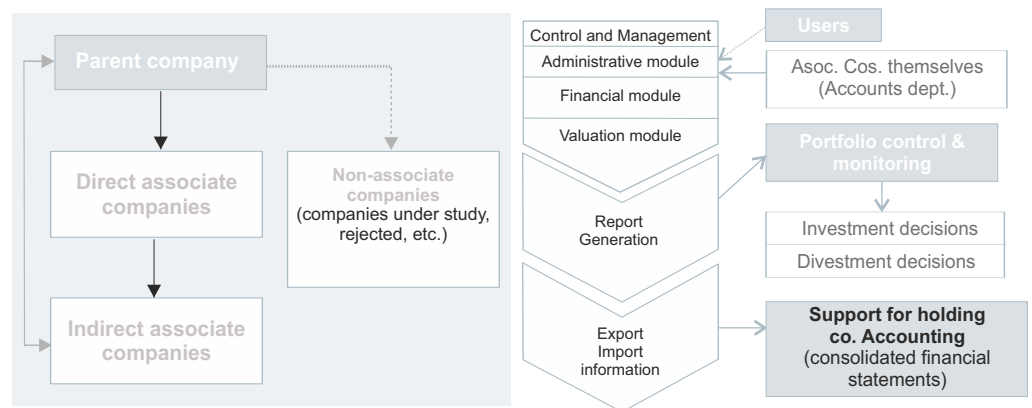 Parent company
Direct associate
companies
Indirect associate
companies
Non-associate
companies
(companies under study,
rejected, etc.)
Control and Management
Administrative module
Financial module
Valuation module
Report
Generation
Export
Import
information
Users
Asoc. Cos. themselves
(Accounts dept.)
Portfolio control &
monitoring
Investment decisions
Divestment decisions
Support for holding
co. Accounting
(consolidated financial
statements)